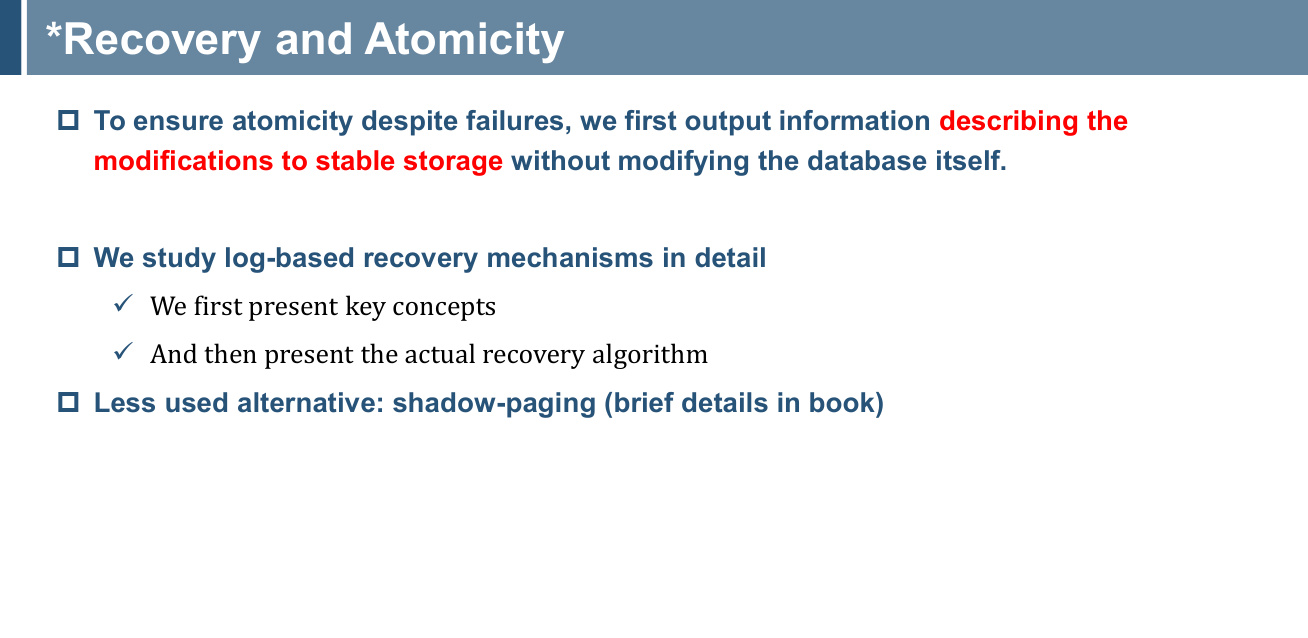 *Recovery and Atomicity
To ensure atomicity despite failures, we first output information describing the
modifications to stable storage without modifying the database itself.
We study log-based recovery mechanisms in detail
We first present key concepts
And then present the actual recovery algorithm
Less used alternative: shadow-paging (brief details in book)